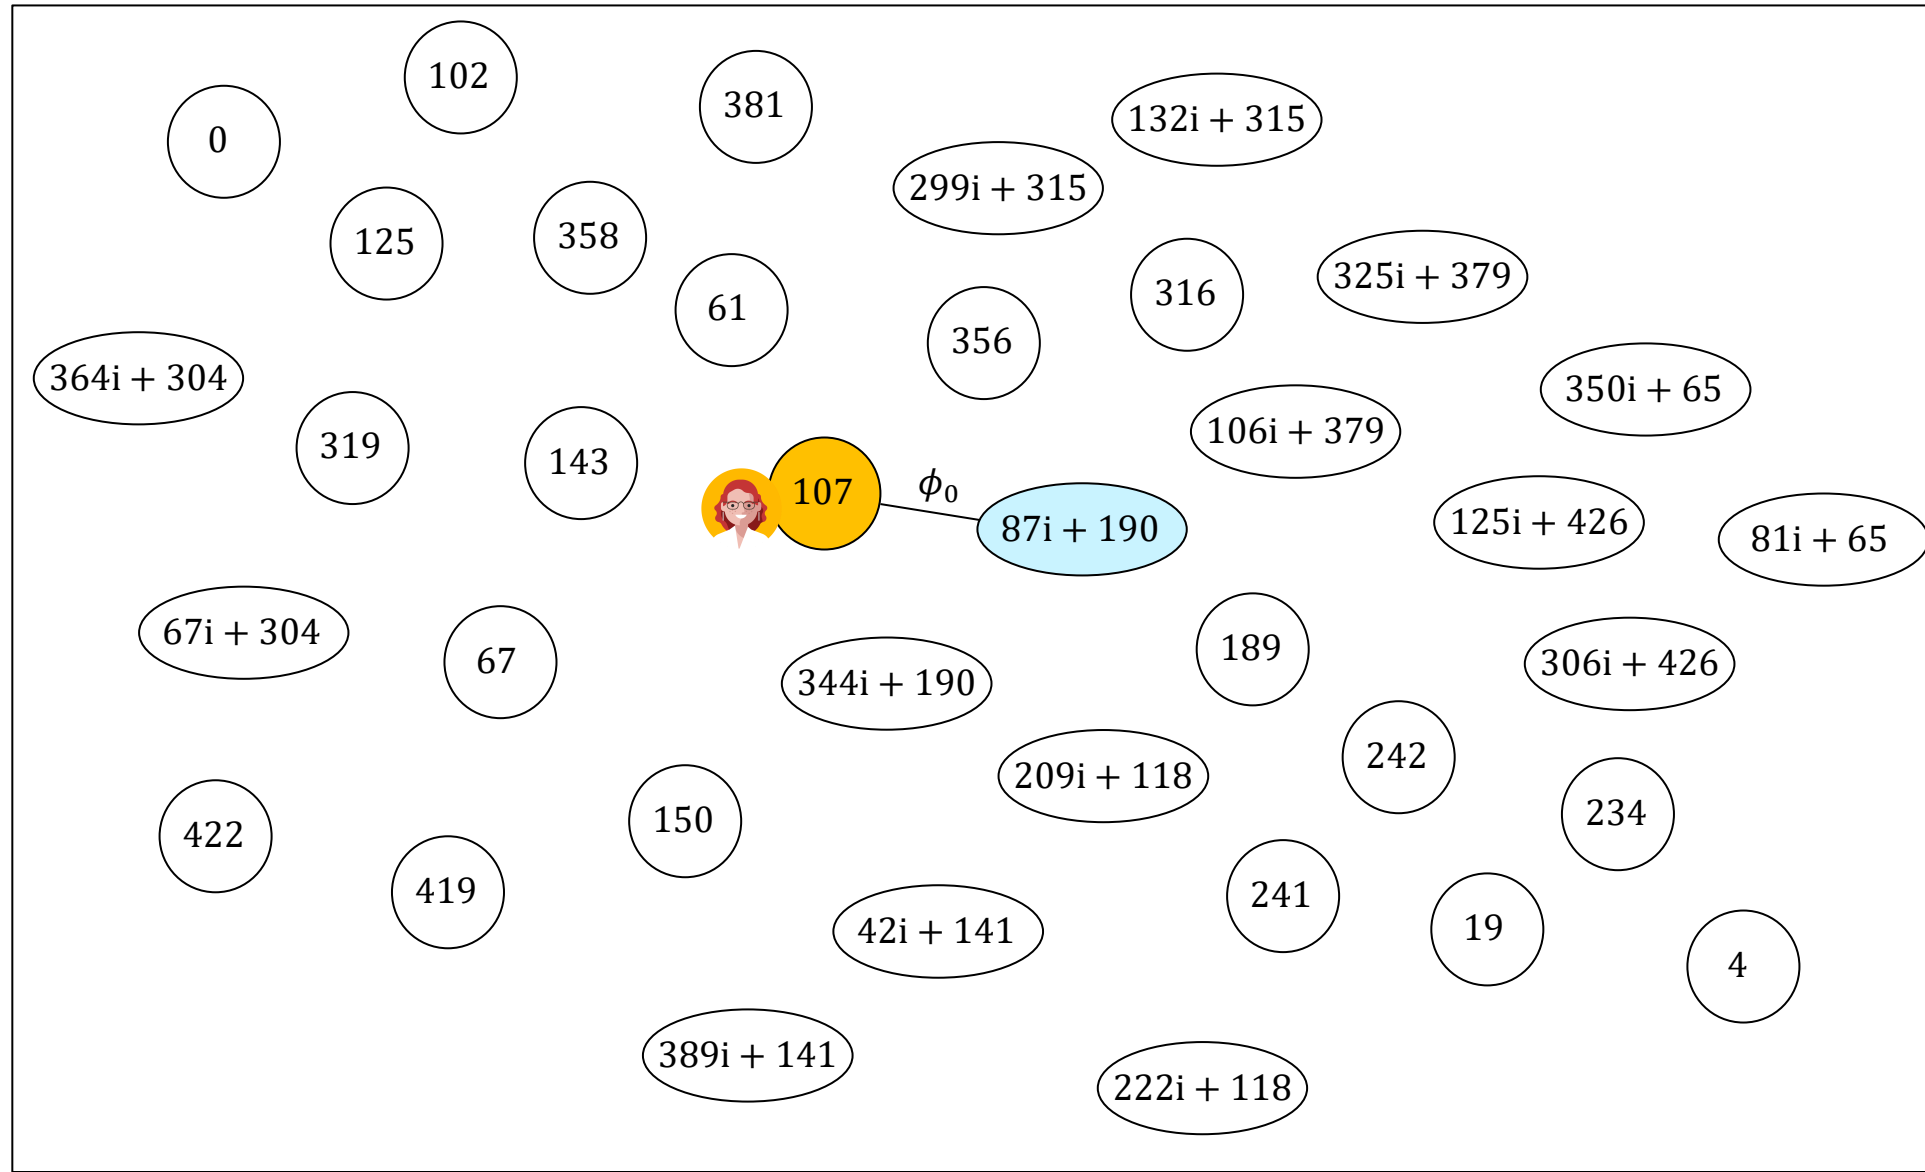 102
381
132i + 315
0
299i + 315
125
358
325i + 379
61
316
356
364i + 304
350i + 65
106i + 379
319
143
107
ϕ₀
87i + 190
125i + 426
81i + 65
67i + 304
67
189
306i + 426
344i + 190
242
209i + 118
234
422
150
419
241
42i + 141
19
4
389i + 141
222i + 118